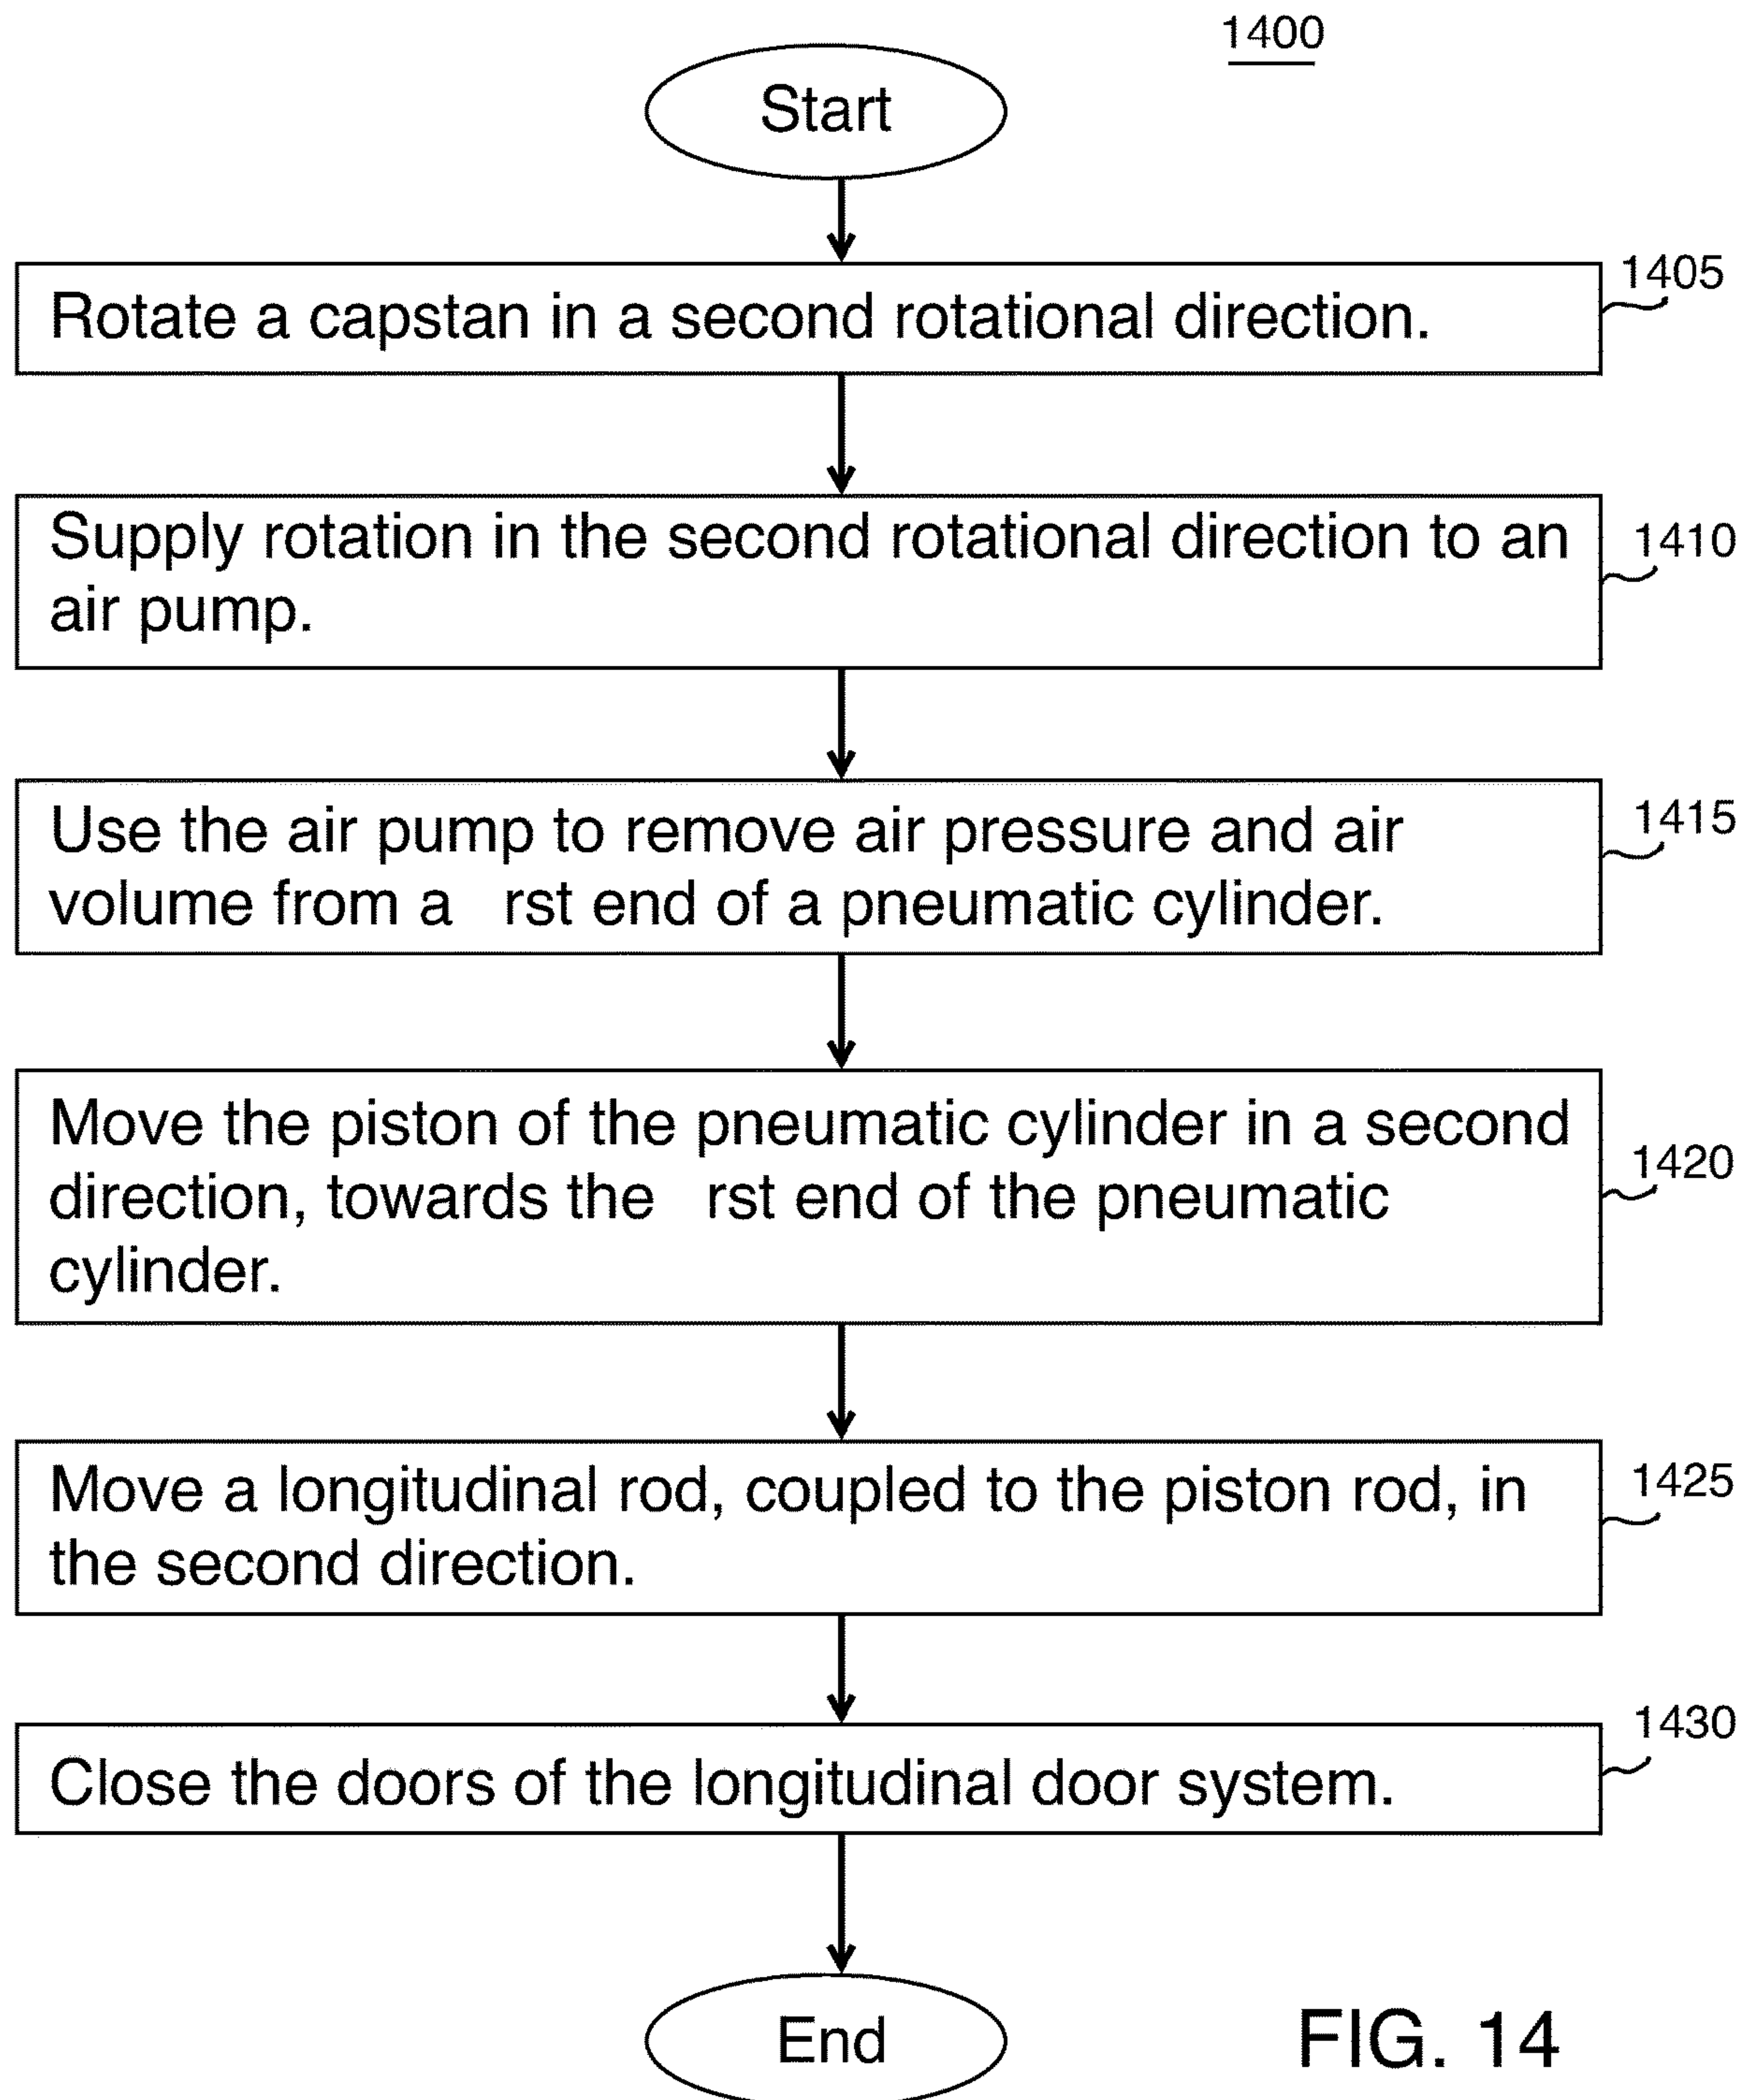 1400
Start
Rotate a capstan in a second rotational direction.
1405
Supply rotation in the second rotational direction to an
air pump.
1410
Use the air pump to remove air pressure and air
volume from a rst end of a pneumatic cylinder.
1415
Move the piston of the pneumatic cylinder in a second
direction, towards the rst end of the pneumatic
cylinder.
1420
Move a longitudinal rod, coupled to the piston rod, in
the second direction.
1425
Close the doors of the longitudinal door system.
1430
End
FIG. 14